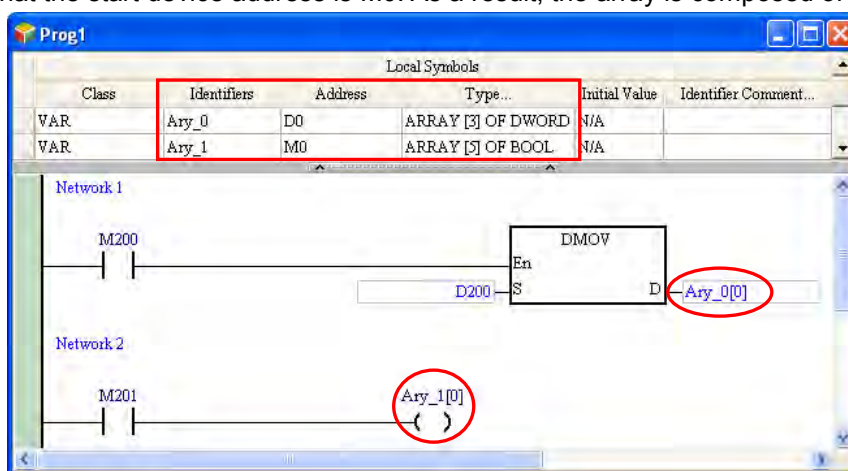 that the start device address is M0. As a result, the array is composed of
Prog1
Local Symbols
Class Identifiers Address Type... Initial Value Identifier Comment...
VAR Ary_0 D0 ARRAY [3] OF DWORD N/A
VAR Ary_1 M0 ARRAY [5] OF BOOL N/A
Network 1
M200
DMOV
En
D200 S D Ary_0[0]
Network 2
M201 Ary_1[0]